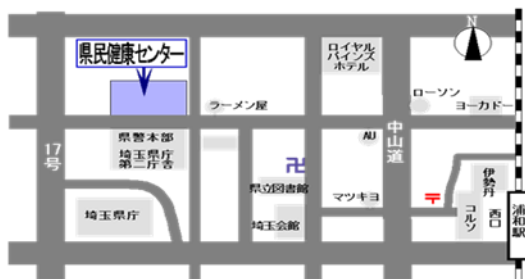 N
県民健康センター
ロイヤル
パインズ
ホテル
ラーメン屋
ローソン
ヨーカドー
17号
県警本部
埼玉県庁
第二庁舎
AU
中山道
卍
県立図書館
マツキヨ
〒
伊勢丹
コルソ
西口
浦和駅
埼玉県庁
埼玉会館